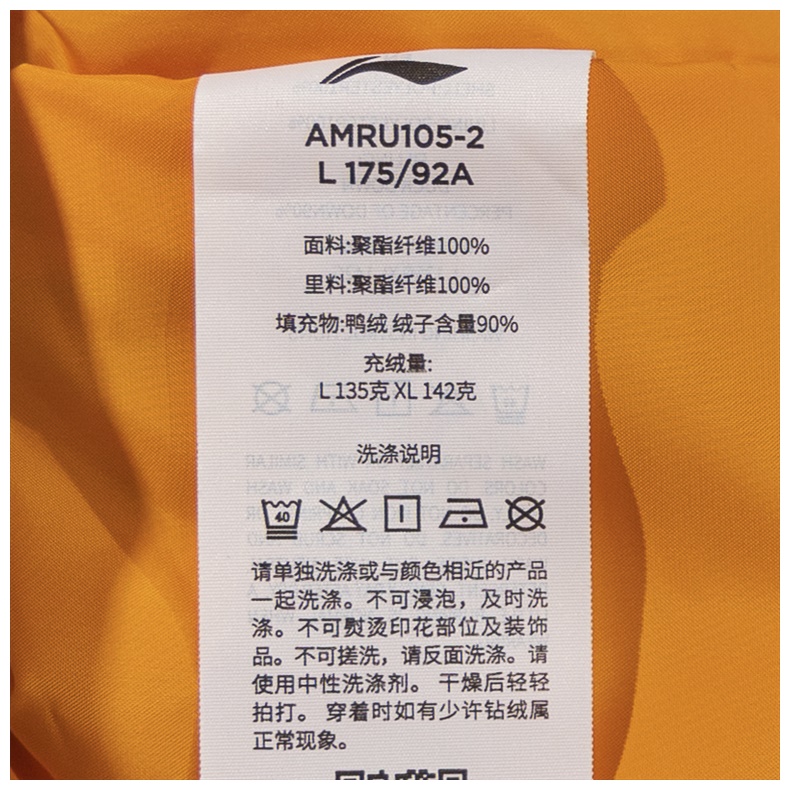 AMRU105-2
L 175/92A
面料:聚酯纤维100%
里料:聚酯纤维100%
填充物:鸭绒 绒子含量90%
充绒量:
L 135克 XL 142克
洗涤说明
40
请单独洗涤或与颜色相近的产品
一起洗涤。不可浸泡，及时洗
涤。不可熨烫印花部位及装饰
品。不可搓洗，请反面洗涤。请
使用中性洗涤剂。 干燥后轻轻
拍打。 穿着时如有少许钻绒属
正常现象。